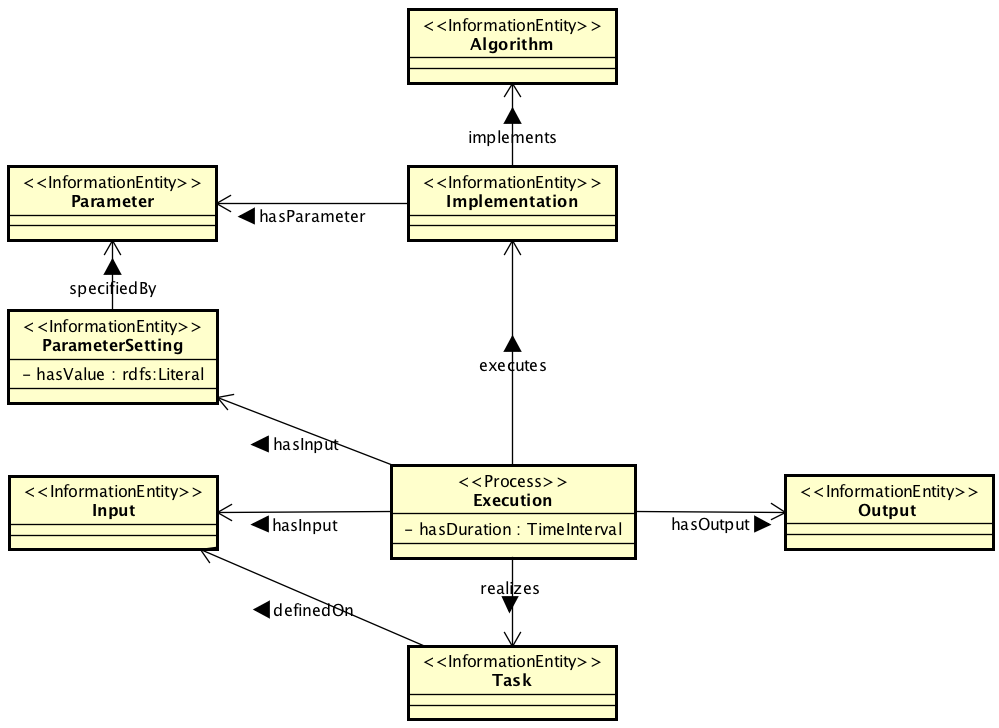 <<InformationEntity>>
Algorithm
implements
<<InformationEntity>>
Parameter
hasParameter
<<InformationEntity>>
Implementation
specifiedBy
<<InformationEntity>>
ParameterSetting
- hasValue : rdfs:Literal
executes
hasInput
<<Process>>
Execution
- hasDuration : TimeInterval
<<InformationEntity>>
Input
hasInput
hasOutput
<<InformationEntity>>
Output
realizes
definedOn
<<InformationEntity>>
Task